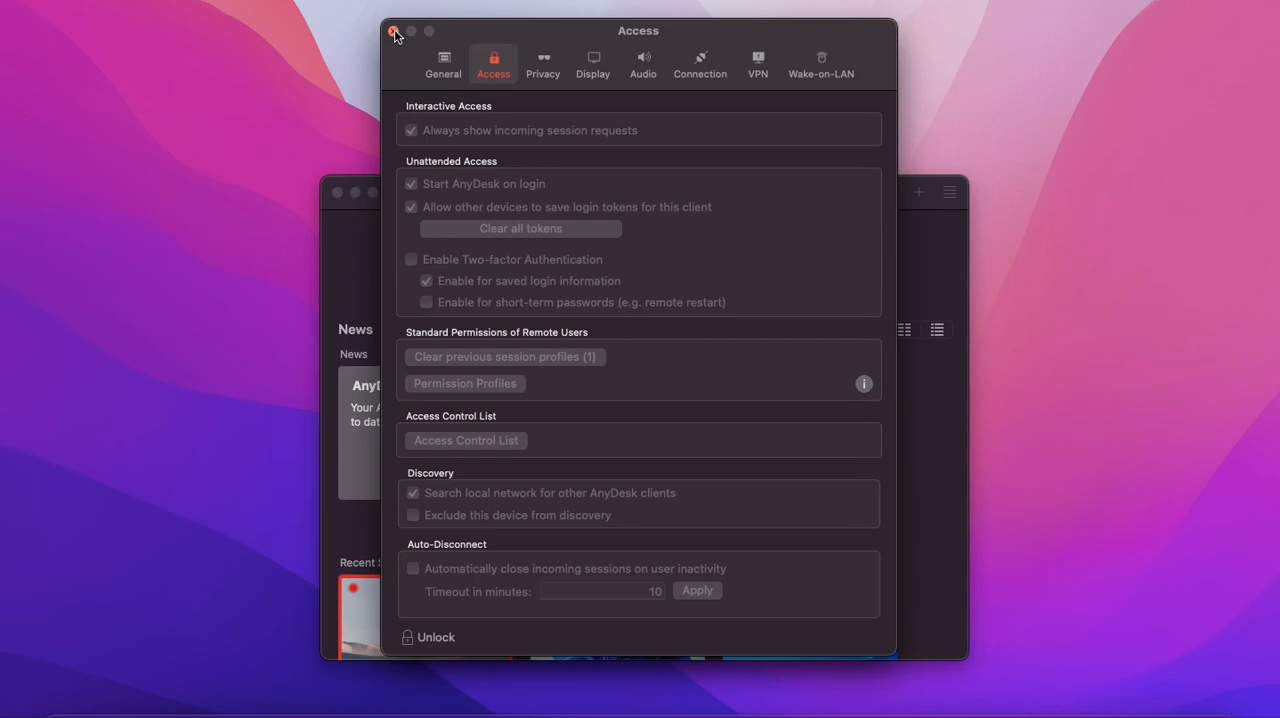 Access
General Access Privacy Display Audio Connection VPN Wake-on-LAN
Interactive Access
Always show incoming session requests
Unattended Access
Start AnyDesk on login
Allow other devices to save login tokens for this client
Clear all tokens
Enable Two-factor Authentication
Enable for saved login information
Enable for short-term passwords (e.g. remote restart)
Standard Permissions of Remote Users
Clear previous session profiles (1)
Permission Profiles
i
Access Control List
Access Control List
Discovery
Search local network for other AnyDesk clients
Exclude this device from discovery
Auto-Disconnect
Automatically close incoming sessions on user inactivity
Timeout in minutes: 10 Apply
Unlock
News
News
Your
to dat
Recent